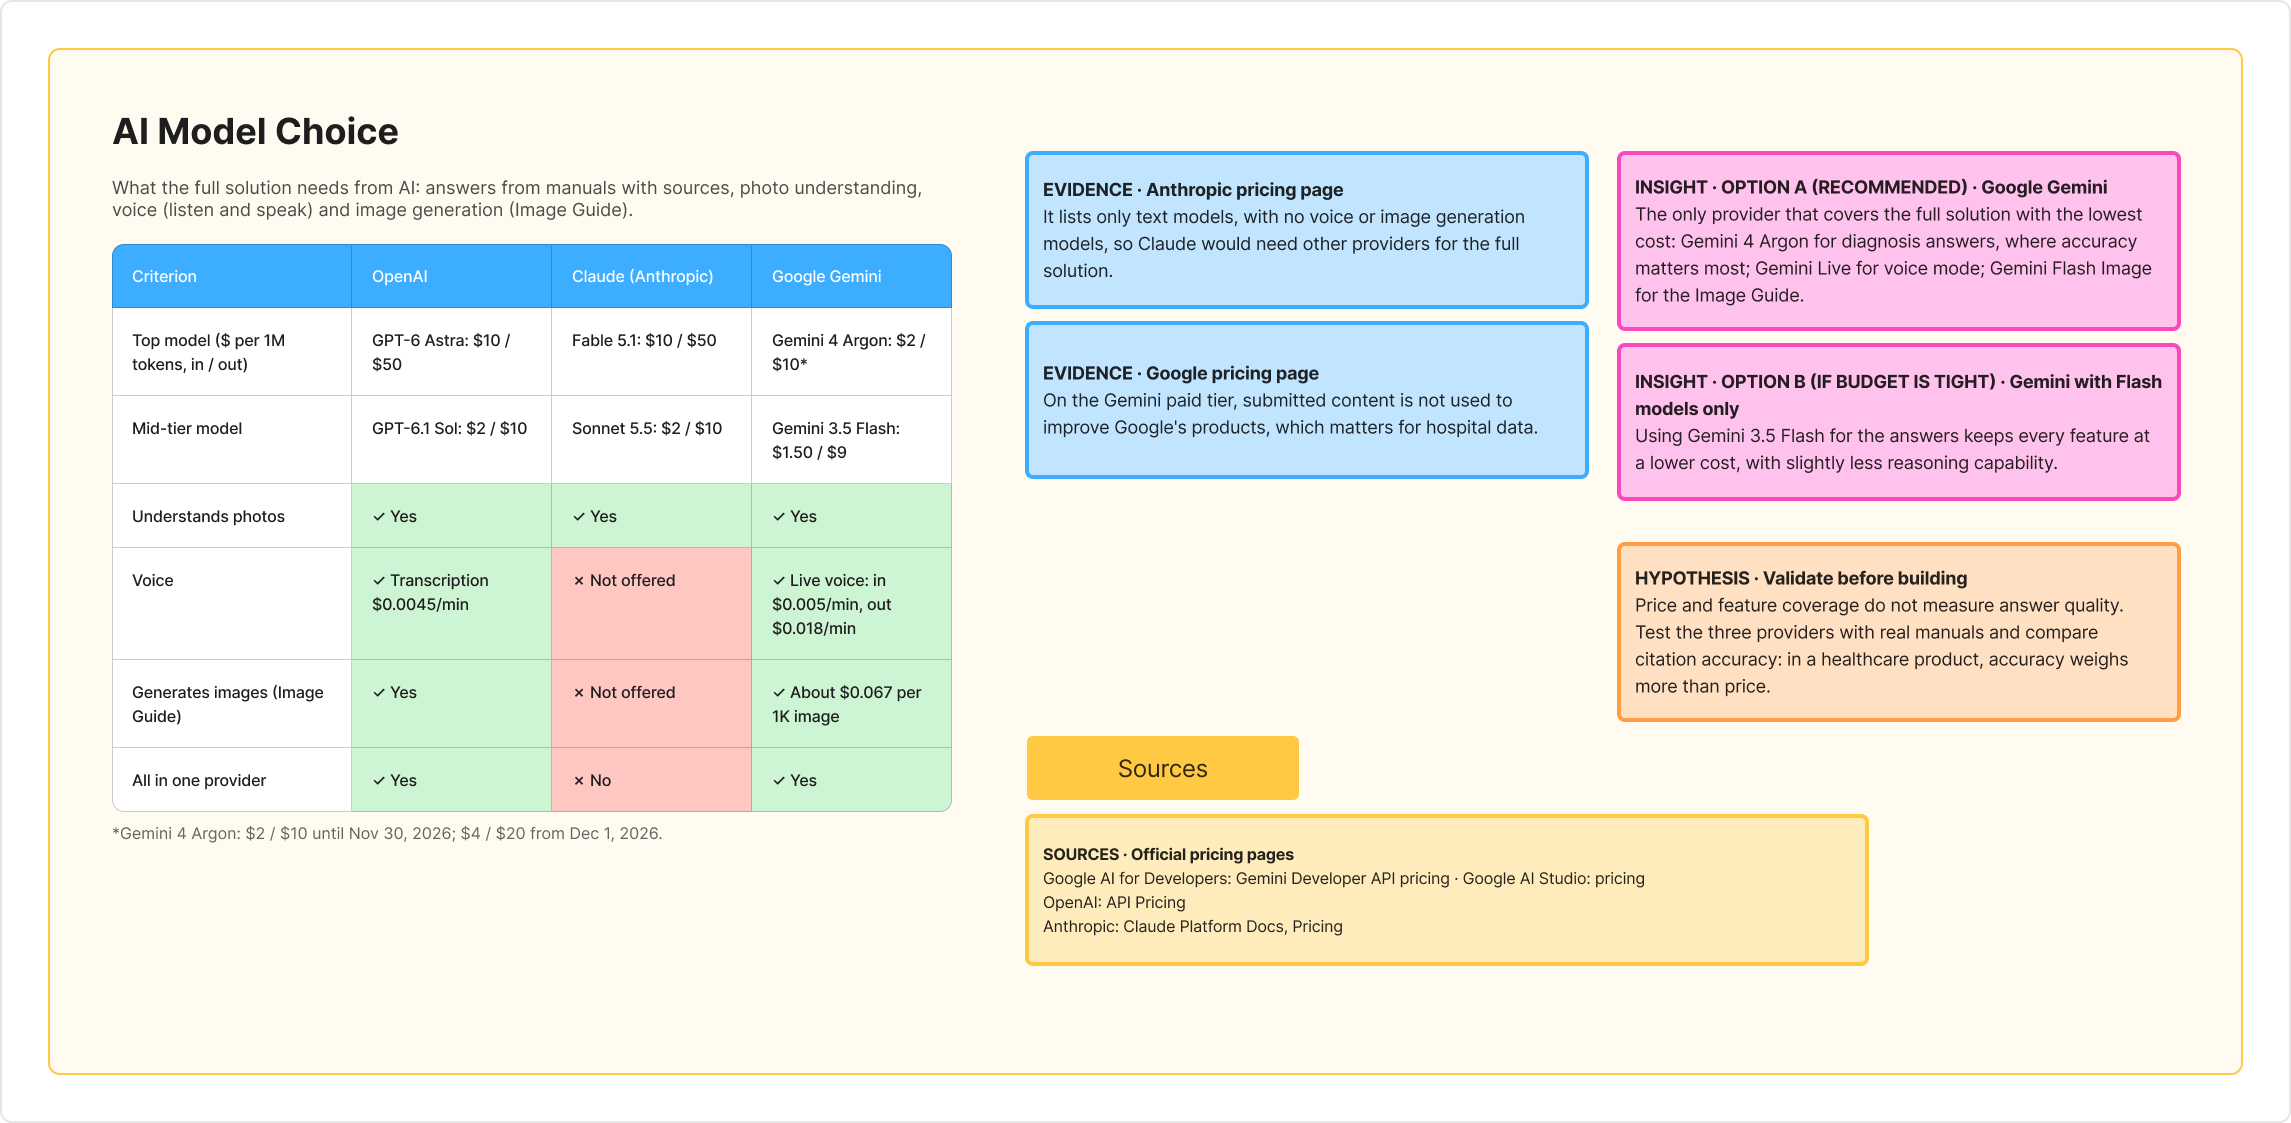 AI Model Choice
What the full solution needs from AI: answers from manuals with sources, photo understanding,
voice (listen and speak) and image generation (Image Guide).
Criterion
OpenAI
Claude (Anthropic)
Google Gemini
Top model ($ per 1M
tokens, in / out)
GPT-6 Astra: $10 /
$50
Fable 5.1: $10 / $50
Gemini 4 Argon: $2 /
$10*
Mid-tier model
GPT-6.1 Sol: $2 / $10
Sonnet 5.5: $2 / $10
Gemini 3.5 Flash:
$1.50 / $9
Understands photos
✓ Yes
✓ Yes
✓ Yes
Voice
✓ Transcription
$0.0045/min
× Not offered
✓ Live voice: in
$0.005/min, out
$0.018/min
Generates images (Image
Guide)
✓ Yes
× Not offered
✓ About $0.067 per
1K image
All in one provider
✓ Yes
× No
✓ Yes
*Gemini 4 Argon: $2 / $10 until Nov 30, 2026; $4 / $20 from Dec 1, 2026.
EVIDENCE · Anthropic pricing page
It lists only text models, with no voice or image generation
models, so Claude would need other providers for the full
solution.
EVIDENCE · Google pricing page
On the Gemini paid tier, submitted content is not used to
improve Google's products, which matters for hospital data.
INSIGHT · OPTION A (RECOMMENDED) · Google Gemini
The only provider that covers the full solution with the lowest
cost: Gemini 4 Argon for diagnosis answers, where accuracy
matters most; Gemini Live for voice mode; Gemini Flash Image
for the Image Guide.
INSIGHT · OPTION B (IF BUDGET IS TIGHT) · Gemini with Flash
models only
Using Gemini 3.5 Flash for the answers keeps every feature at
a lower cost, with slightly less reasoning capability.
HYPOTHESIS · Validate before building
Price and feature coverage do not measure answer quality.
Test the three providers with real manuals and compare
citation accuracy: in a healthcare product, accuracy weighs
more than price.
Sources
SOURCES · Official pricing pages
Google AI for Developers: Gemini Developer API pricing · Google AI Studio: pricing
OpenAI: API Pricing
Anthropic: Claude Platform Docs, Pricing